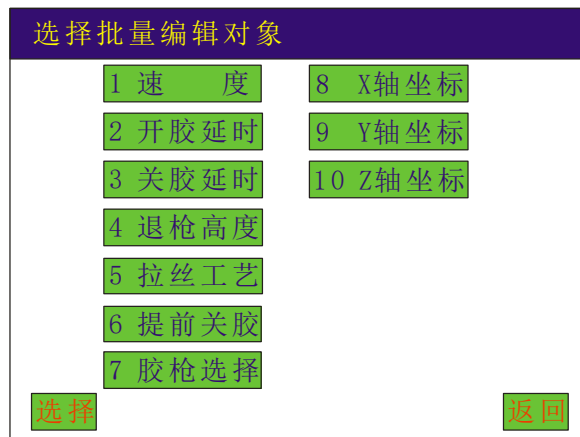 选择批量编辑对象
1 速 度
2 开胶延时
3 关胶延时
4 退枪高度
5 拉丝工艺
6 提前关胶
7 胶枪选择
8 X轴坐标
9 Y轴坐标
10 Z轴坐标
选择
返回